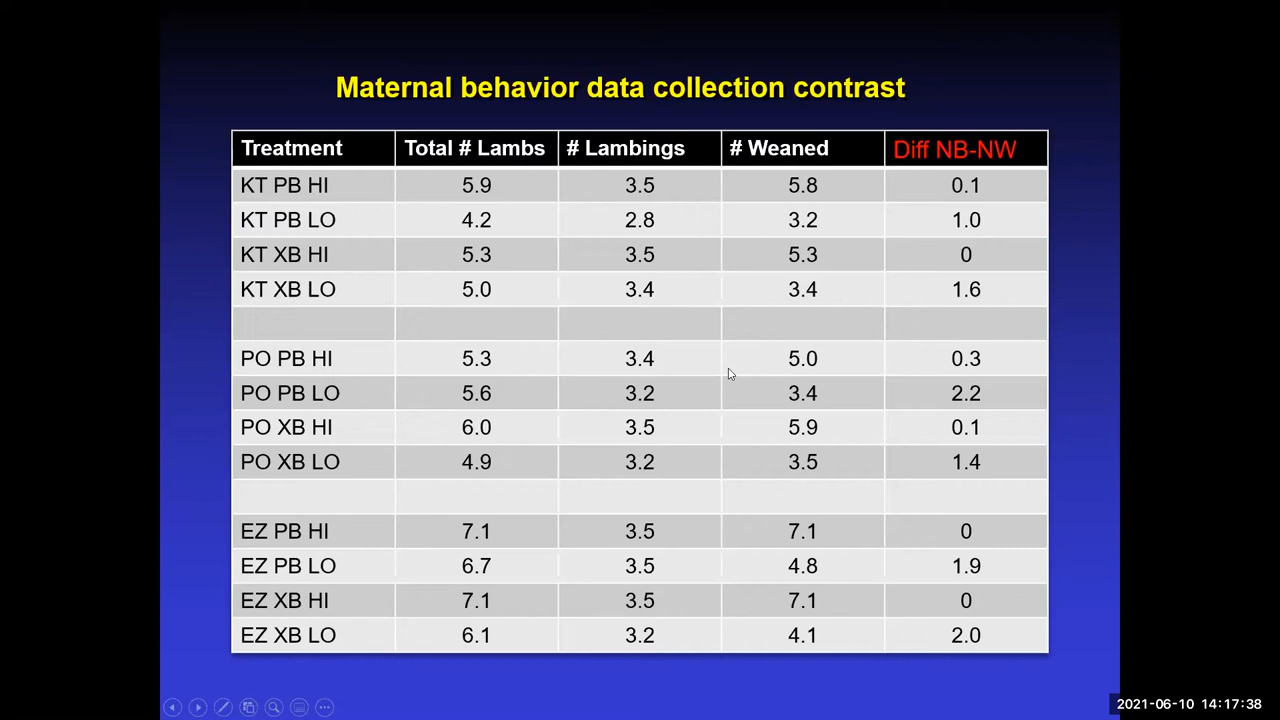 Maternal behavior data collection contrast
Treatment Total # Lambs # Lambings # Weaned Diff NB-NW
KT PB HI 5.9 3.5 5.8 0.1
KT PB LO 4.2 2.8 3.2 1.0
KT XB HI 5.3 3.5 5.3 0
KT XB LO 5.0 3.4 3.4 1.6
PO PB HI 5.3 3.4 5.0 0.3
PO PB LO 5.6 3.2 3.4 2.2
PO XB HI 6.0 3.5 5.9 0.1
PO XB LO 4.9 3.2 3.5 1.4
EZ PB HI 7.1 3.5 7.1 0
EZ PB LO 6.7 3.5 4.8 1.9
EZ XB HI 7.1 3.5 7.1 0
EZ XB LO 6.1 3.2 4.1 2.0
2021-06-10 14:17:38